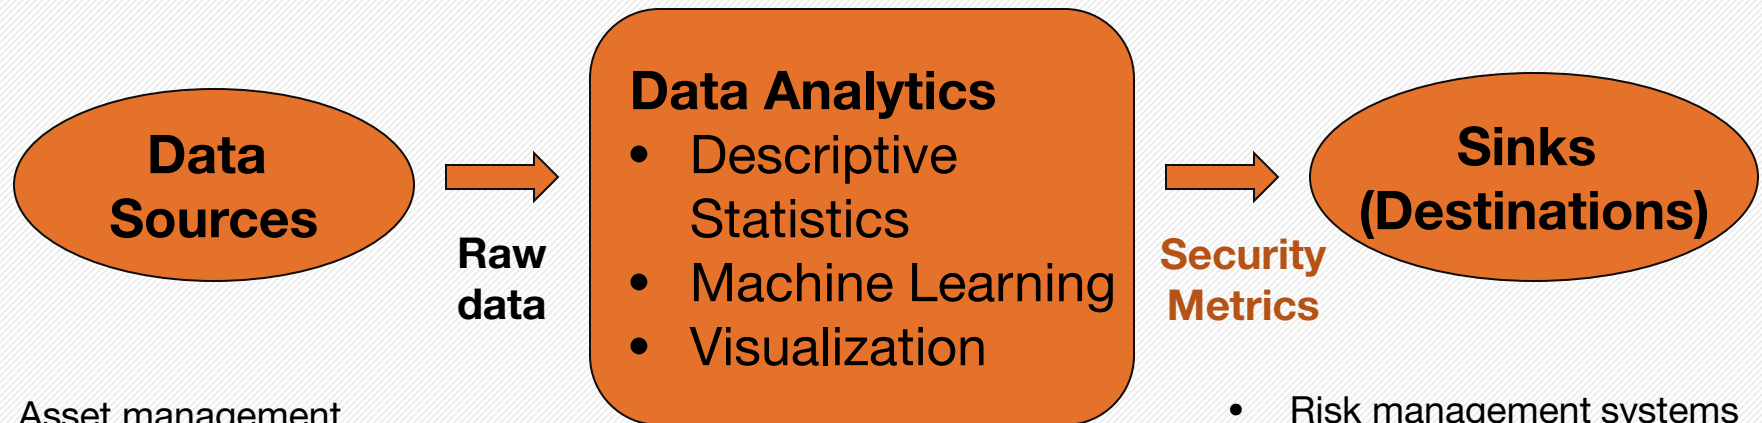 Data
Sources
Raw
data
Data Analytics
• Descriptive
Statistics
• Machine Learning
• Visualization
Security
Metrics
Sinks
(Destinations)
Asset management
• Risk management systems